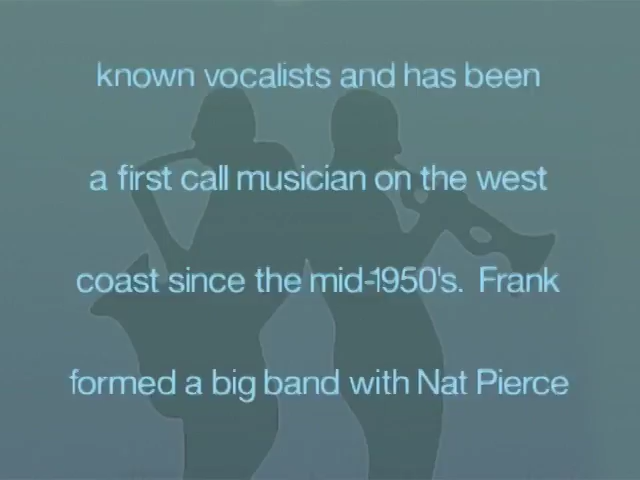 known vocalists and has been
a first call musician on the west
coast since the mid-1950's.  Frank
formed a big band with Nat Pierce